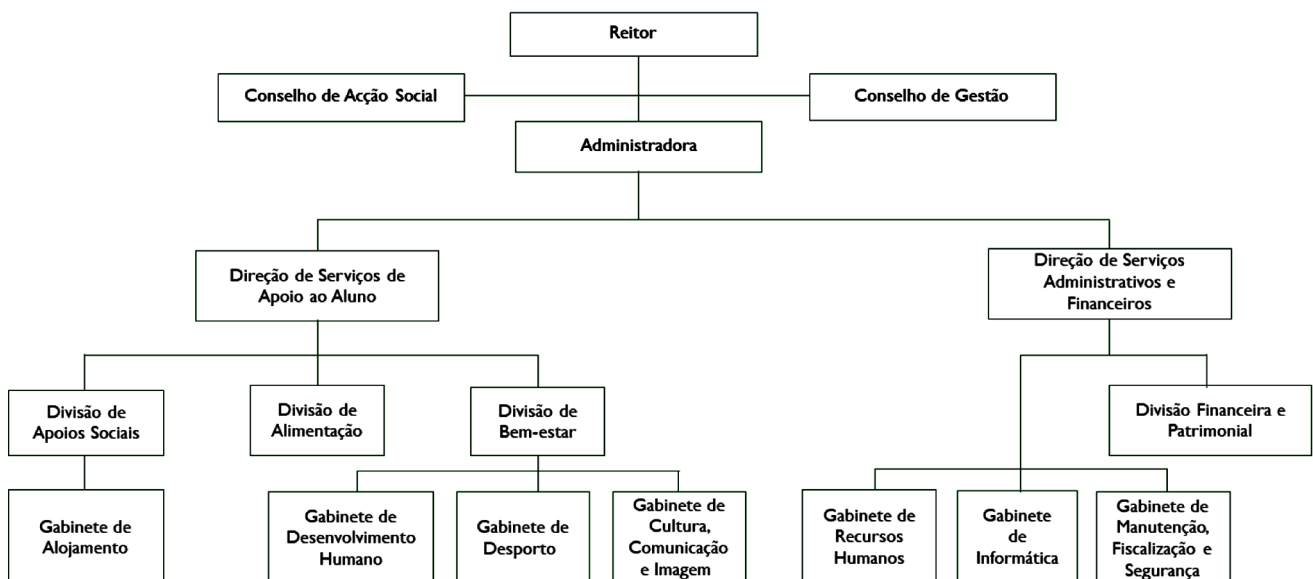 Reitor
Conselho de Acção Social
Conselho de Gestão
Administradora
Direção de Serviços de
Apoio ao Aluno
Direção de Serviços
Administrativos e
Financeiros
Divisão de
Apoios Sociais
Divisão de
Alimentação
Divisão de
Bem-estar
Divisão Financeira e
Patrimonial
Gabinete de
Alojamento
Gabinete de
Desenvolvimento
Humano
Gabinete de
Desporto
Gabinete de
Cultura,
Comunicação
e Imagem
Gabinete de
Recursos
Humanos
Gabinete
de
Informática
Gabinete de
Manutenção,
Fiscalização e
Segurança